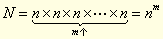 N = n × n × n × ⋯ × n = n^m
m个